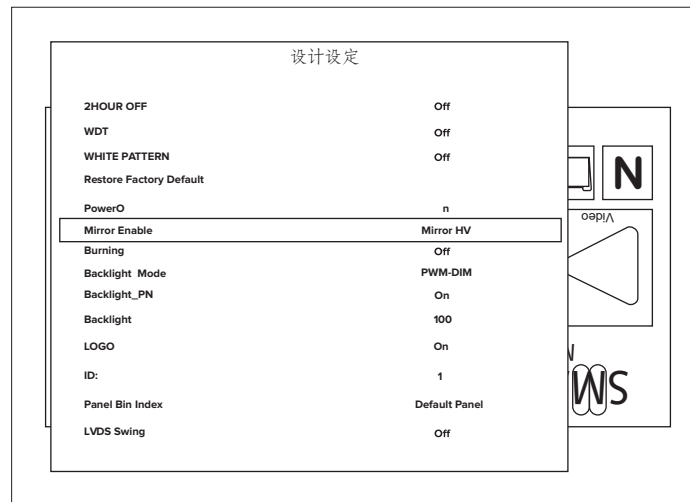 设计设定
2HOUR OFF Off
WDT Off
WHITE PATTERN Off
Restore Factory Default
PowerO n
Mirror Enable Mirror HV
Burning Off
Backlight Mode PWM-DIM
Backlight_PN On
Backlight 100
LOGO On
ID: 1
Panel Bin Index Default Panel
LVDS Swing Off
N
Video